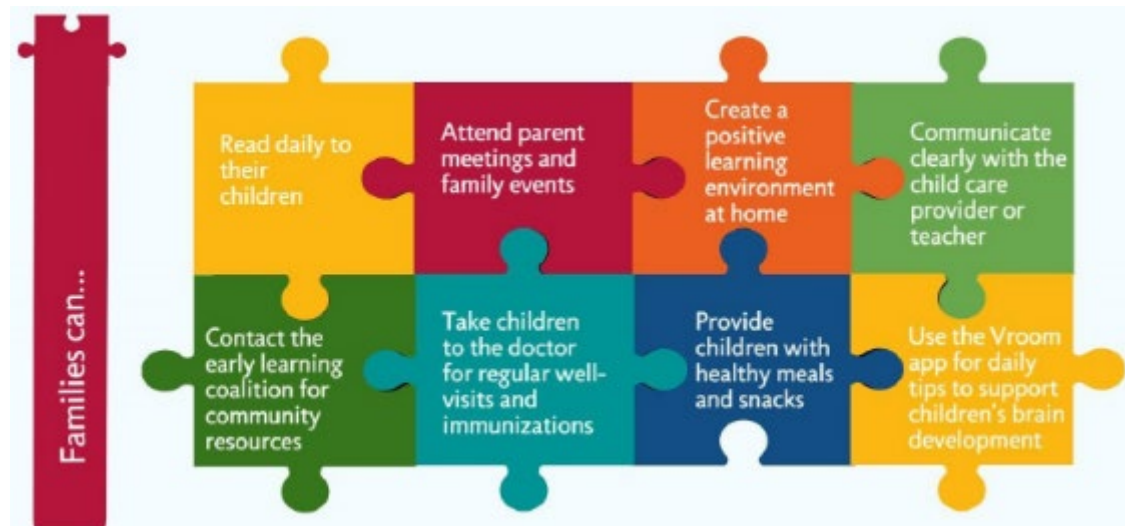 Families can...
Read daily to
their
children
Attend parent
meetings and
family events
Create a
positive
learning
environment
at home
Communicate
clearly with the
child care
provider or
teacher
Contact the
early learning
coalition for
community
resources
Take children
to the doctor
for regular well-
visits and
immunizations
Provide
children with
healthy meals
and snacks
Use the Vroom
app for daily
tips to support
children's brain
development